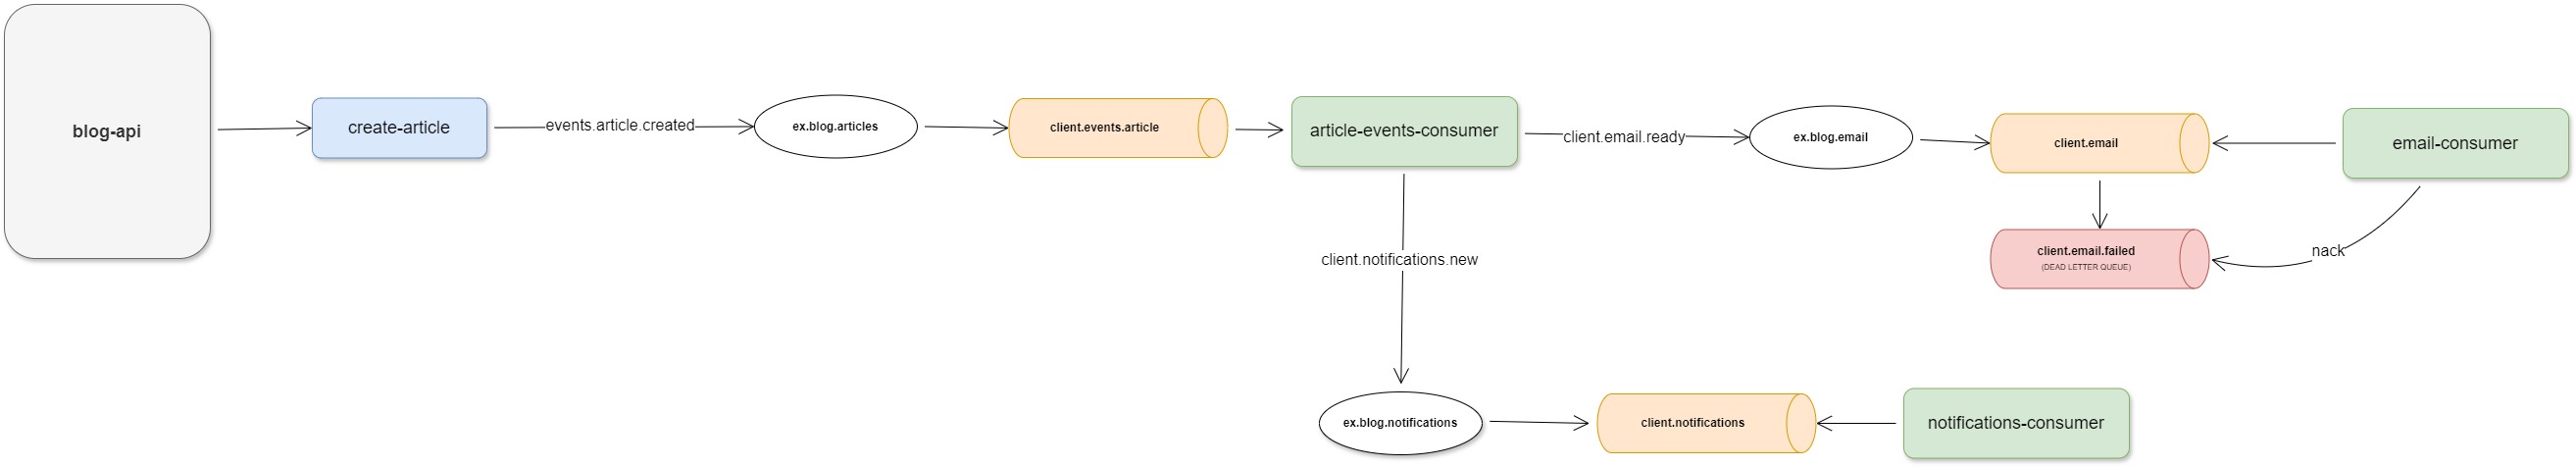 blog-api
create-article
events.article.created
ex.blog.articles
client.events.article
article-events-consumer
client.email.ready
ex.blog.email
client.email
email-consumer
client.email.failed
(DEAD LETTER QUEUE)
nack
client.notifications.new
ex.blog.notifications
client.notifications
notifications-consumer